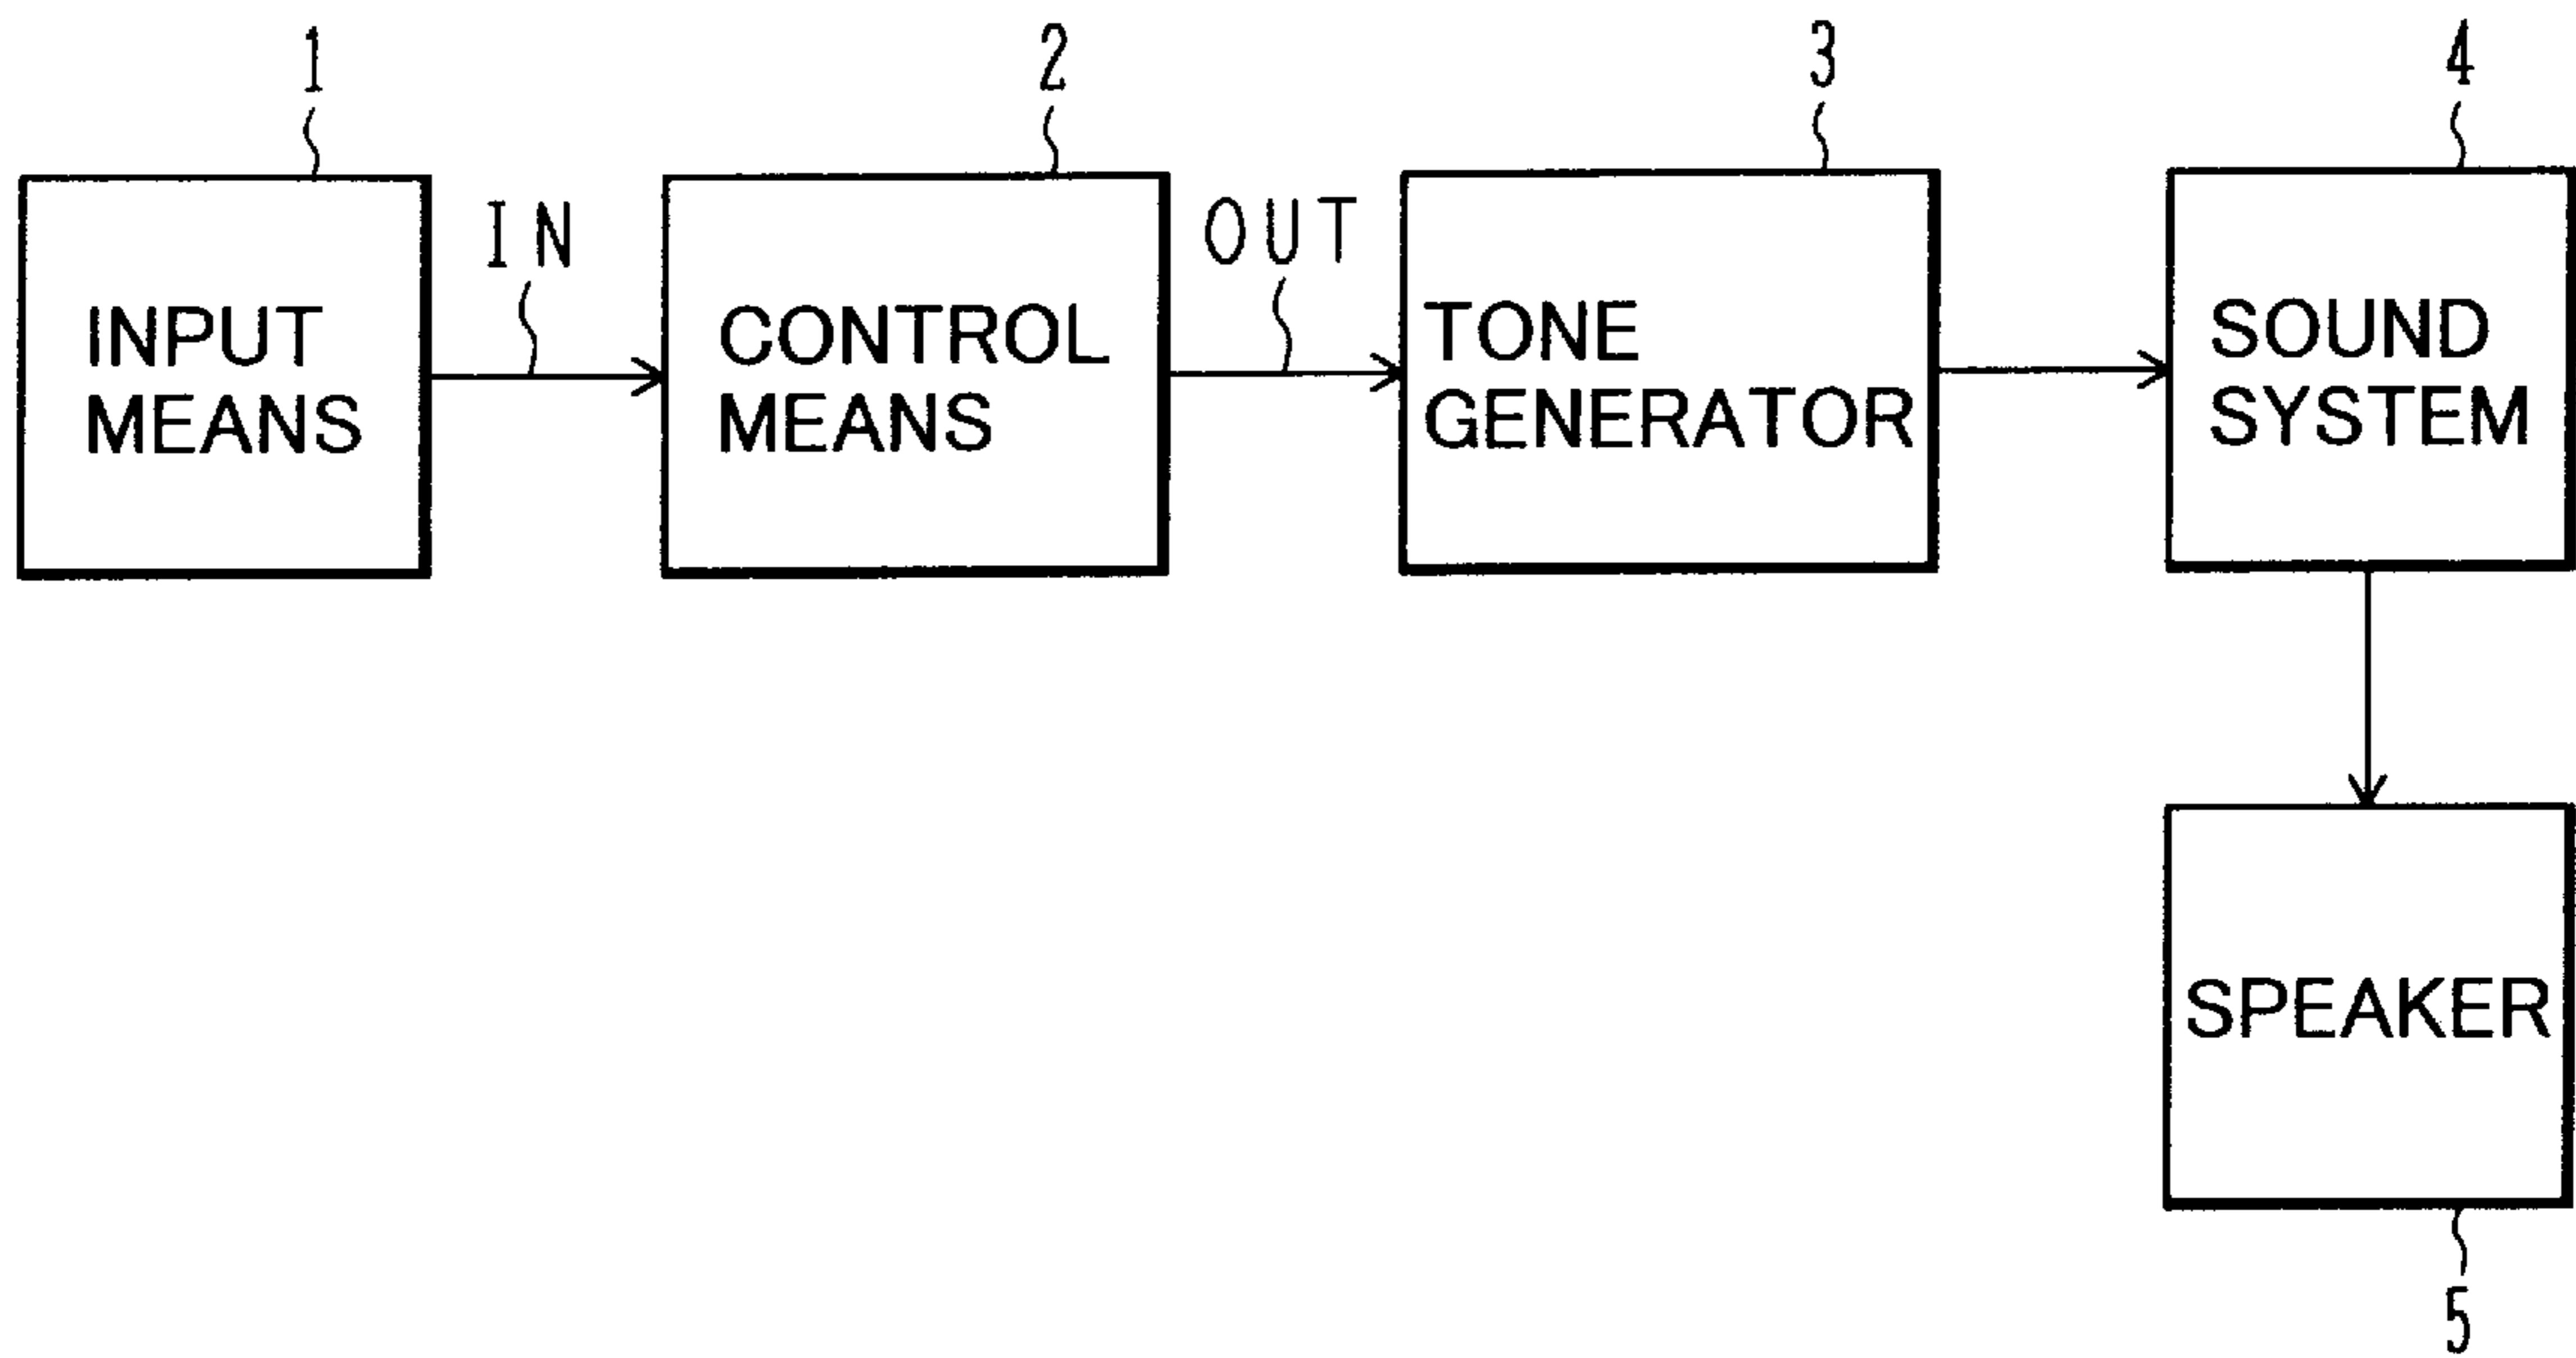 1
2
3
4
IN
OUT
INPUT
MEANS
CONTROL
MEANS
TONE
GENERATOR
SOUND
SYSTEM
SPEAKER
5